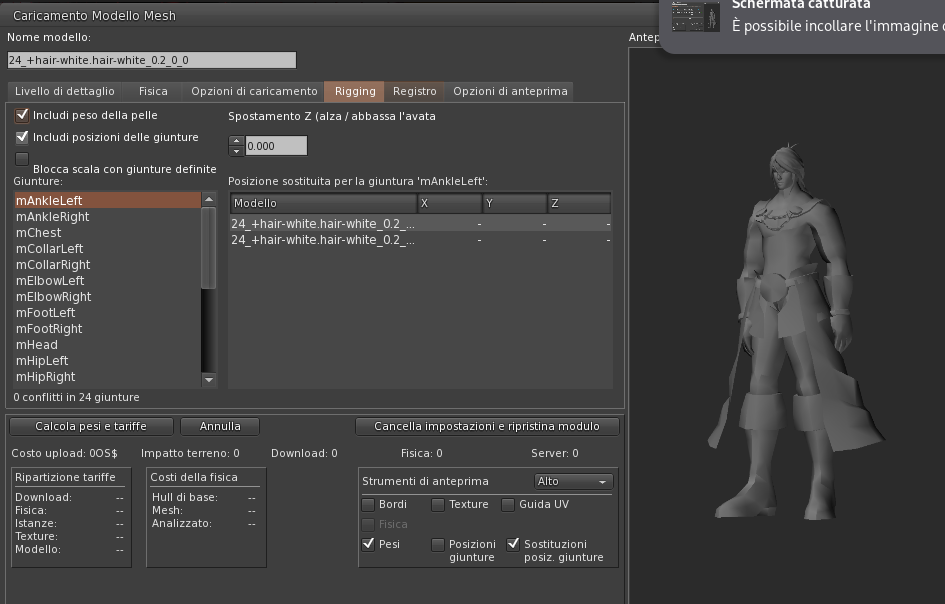 Caricamento Modello Mesh
Schermata catturata
È possibile incollare l'immagine
Nome modello:
24_+hair-white.hair-white_0.2_0_0
Livello di dettaglio Fisica Opzioni di caricamento Rigging Registro Opzioni di anteprima
Includi peso della pelle
Spostamento Z (alza / abbassa l'avata
Includi posizioni delle giunture
0.000
Blocca scala con giunture definite
Giunture:
Posizione sostituita per la giuntura 'mAnkleLeft':
Modello X Y Z
24_+hair-white.hair-white_0.2_... - - -
24_+hair-white.hair-white_0.2_... - - -
mAnkleLeft
mAnkleRight
mChest
mCollarLeft
mCollarRight
mElbowLeft
mElbowRight
mFootLeft
mFootRight
mHead
mHipLeft
mHipRight
0 conflitti in 24 giunture
Calcola pesi e tariffe Annulla Cancella impostazioni e ripristina modulo
Costo upload: 0OS$ Impatto terreno: 0 Download: 0 Fisica: 0 Server: 0
Ripartizione tariffe
Download: --
Fisica: --
Istanze: --
Texture: --
Modello: --
Costi della fisica
Hull di base: --
Mesh: --
Analizzato: --
Strumenti di anteprima Alto
Bordi Texture Guida UV
Fisica
Pesi Posizioni giunture Sostituzioni posiz. giunture